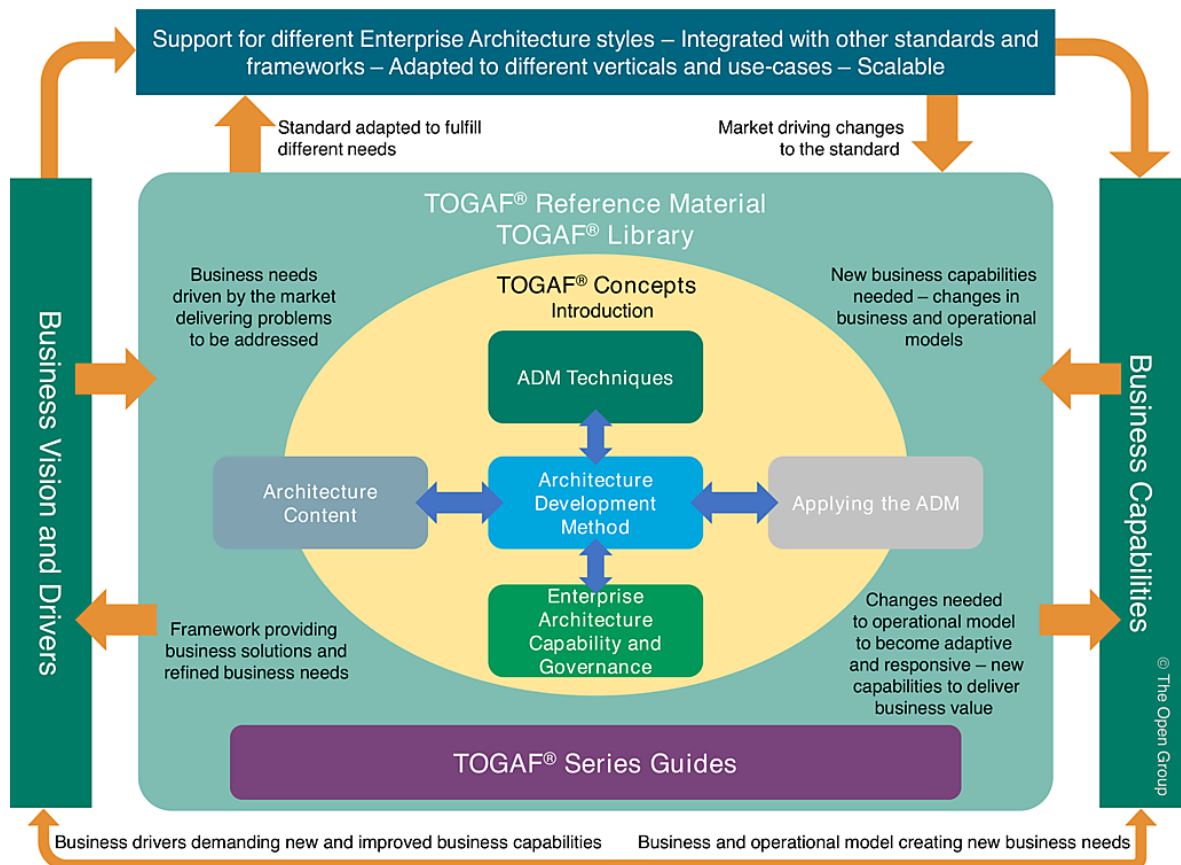 Support for different Enterprise Architecture styles – Integrated with other standards and
frameworks – Adapted to different verticals and use-cases – Scalable
Standard adapted to fulfill
different needs
Market driving changes
to the standard
Business Vision and Drivers
TOGAF® Reference Material
TOGAF® Library
Business needs
driven by the market
delivering problems
to be addressed
TOGAF® Concepts
Introduction
New business capabilities
needed – changes in
business and operational
models
ADM Techniques
Architecture
Content
Architecture
Development
Method
Applying the ADM
Enterprise
Architecture
Capability and
Governance
Framework providing
business solutions and
refined business needs
Changes needed
to operational model
to become adaptive
and responsive – new
capabilities to deliver
business value
TOGAF® Series Guides
Business Capabilities
© The Open Group
Business drivers demanding new and improved business capabilities
Business and operational model creating new business needs